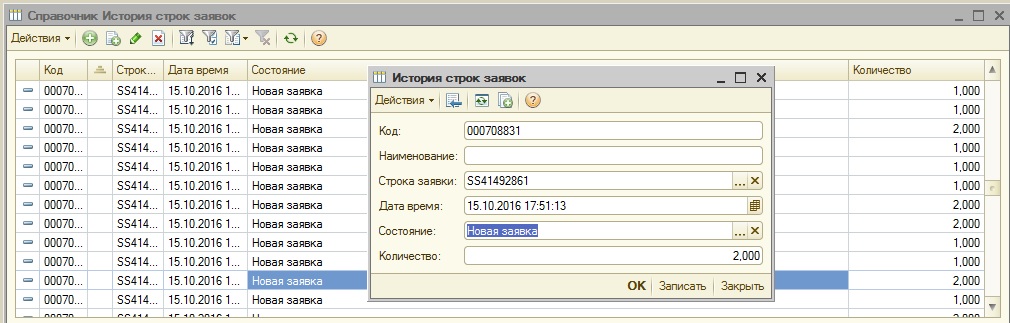 Справочник История строк заявок
Действия
Код Строк... Дата время Состояние Количество
00070... SS414... 15.10.2016 1... Новая заявка 1,000
00070... SS414... 15.10.2016 1... Новая заявка 1,000
00070... SS414... 15.10.2016 1... Новая заявка 2,000
00070... SS414... 15.10.2016 1... Новая заявка 1,000
00070... SS414... 15.10.2016 1... Новая заявка 1,000
00070... SS414... 15.10.2016 1... Новая заявка 1,000
00070... SS414... 15.10.2016 1... Новая заявка 2,000
00070... SS414... 15.10.2016 1... Новая заявка 2,000
00070... SS414... 15.10.2016 1... Новая заявка 1,000
00070... SS414... 15.10.2016 1... Новая заявка 1,000
00070... SS414... 15.10.2016 1... Новая заявка 2,000
00070... SS414... 15.10.2016 1... Новая заявка 1,000
История строк заявок
Действия
Код: 000708831
Наименование:
Строка заявки: SS41492861 ...
Дата время: 15.10.2016 17:51:13
Состояние: Новая заявка ...
Количество: 2,000
OK Записать Закрыть